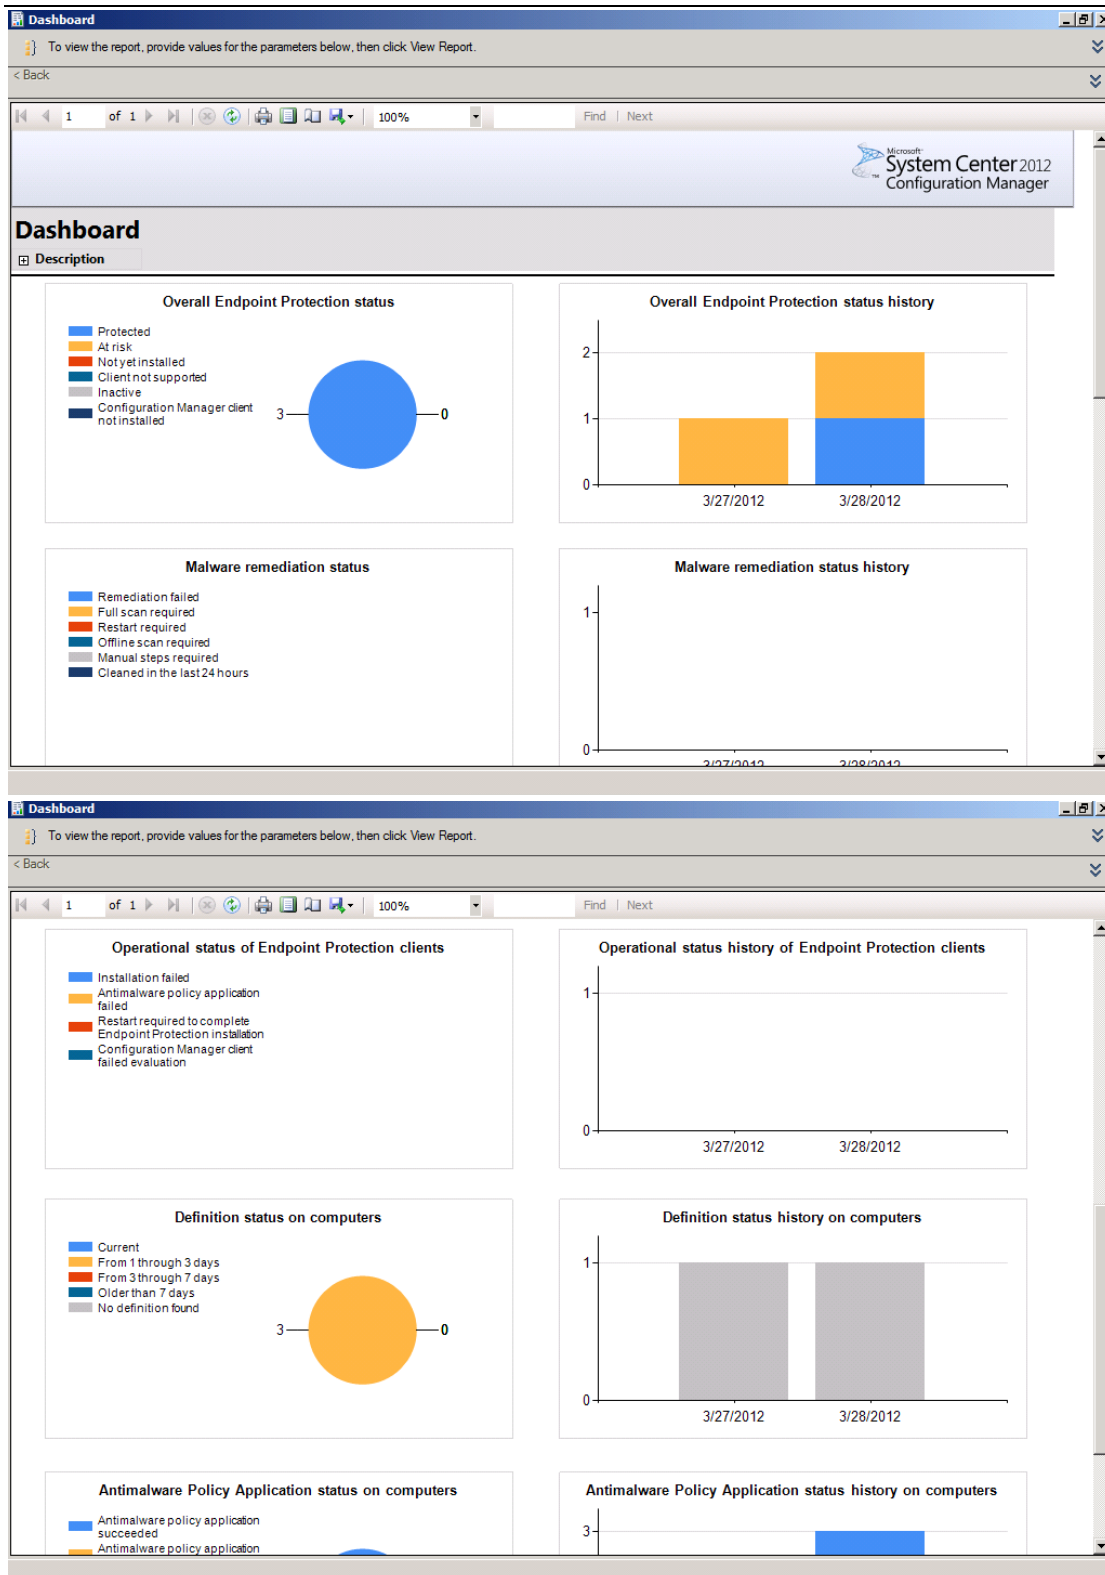 Dashboard
To view the report, provide values for the parameters below, then click View Report.
< Back
1 of 1 100% Find | Next
Microsoft
System Center 2012
TM Configuration Manager
Dashboard
Description
Overall Endpoint Protection status
Protected
At risk
Not yet installed
Client not supported
Inactive
Configuration Manager client
not installed
3
0
Overall Endpoint Protection status history
2
1
0
3/27/2012 3/28/2012
Malware remediation status
Remediation failed
Full scan required
Restart required
Offline scan required
Manual steps required
Cleaned in the last 24 hours
Malware remediation status history
1
0
3/27/2012 3/28/2012
Dashboard
To view the report, provide values for the parameters below, then click View Report.
< Back
1 of 1 100% Find | Next
Operational status of Endpoint Protection clients
Installation failed
Antimalware policy application
failed
Restart required to complete
Endpoint Protection installation
Configuration Manager client
failed evaluation
Operational status history of Endpoint Protection clients
1
0
3/27/2012 3/28/2012
Definition status on computers
Current
From 1 through 3 days
From 3 through 7 days
Older than 7 days
No definition found
3
0
Definition status history on computers
1
0
3/27/2012 3/28/2012
Antimalware Policy Application status on computers
Antimalware policy application
succeeded
Antimalware policy application
Antimalware Policy Application status history on computers
3